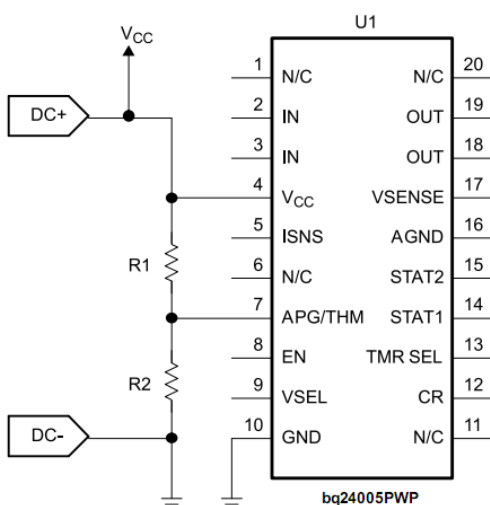 U1
VCC
DC+
1 N/C N/C 20
2 IN OUT 19
3 IN OUT 18
4 VCC VSENSE 17
5 ISNS AGND 16
R1
6 N/C STAT2 15
7 APG/THM STAT1 14
8 EN TMR SEL 13
R2
9 VSEL CR 12
DC-
10 GND N/C 11
bq24005PWP